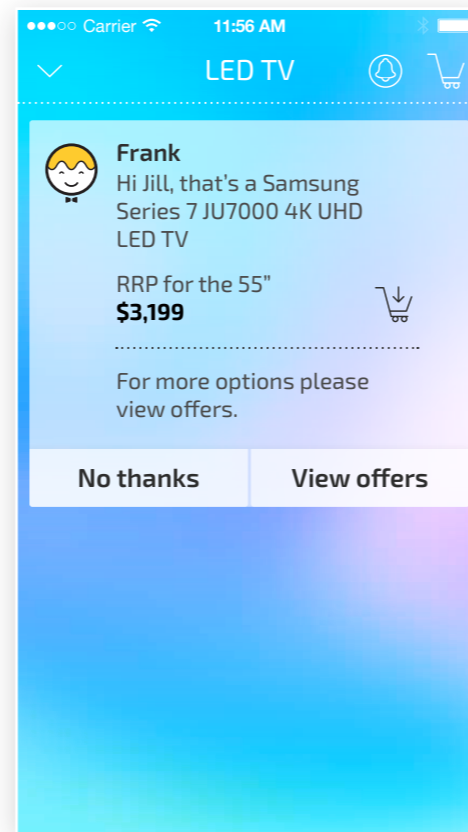 Carrier 11:56 AM
LED TV
Frank
Hi Jill, that's a Samsung
Series 7 JU7000 4K UHD
LED TV
RRP for the 55”
$3,199
For more options please
view offers.
No thanks View offers